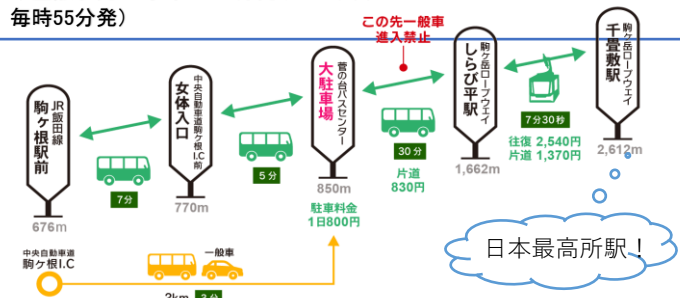 毎時55分発）
この先一般車
進入禁止
JR飯田線
駒ヶ根駅前
676m
7分
中央自動車道駒ヶ根I.C
女体入口
770m
5分
菅の台バスセンター
大駐車場
850m
駐車料金
1日800円
30分
片道
830円
駒ヶ岳ロープウェイ
しらび平駅
1,662m
7分30秒
往復 2,540円
片道 1,370円
駒ヶ岳ロープウェイ
千畳敷駅
2,612m
日本最高所駅！
中央自動車道
駒ヶ根I.C
一般車
2km
3分